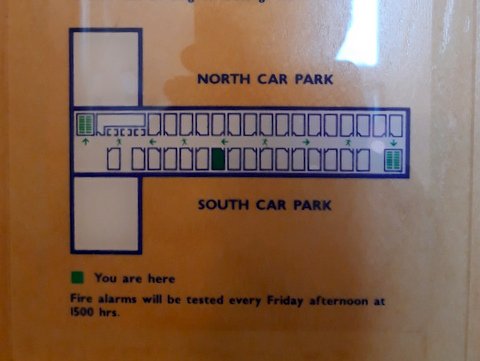 NORTH CAR PARK
SOUTH CAR PARK
You are here
Fire alarms will be tested every Friday afternoon at
1500 hrs.